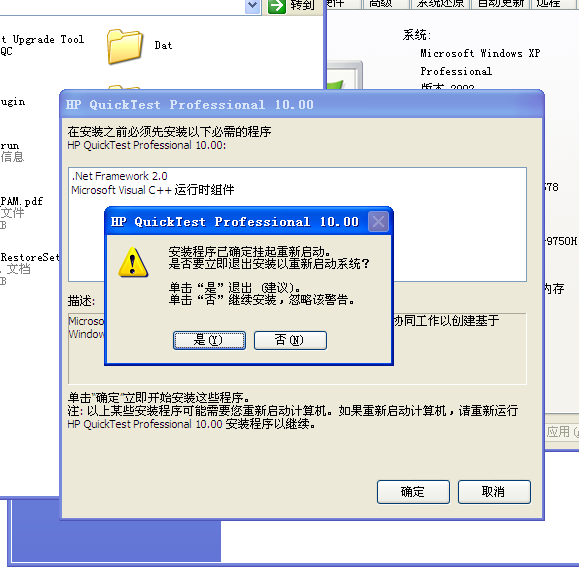 转到
高级
系统还原
自动更新
远程
t Upgrade Tool
QC
Dat
系统:
Microsoft Windows XP
Professional
版本 2002
ugin
run
信息
PAM.pdf
文件
B
RestoreSet
文档
B
78
9750H
内存
应用
HP QuickTest Professional 10.00
在安装之前必须先安装以下必需的程序
HP QuickTest Professional 10.00:
.Net Framework 2.0
Microsoft Visual C++ 运行时组件
HP QuickTest Professional 10.00
安装程序已确定挂起重新启动。
是否要立即退出安装以重新启动系统?
单击“是”退出 (建议)。
单击“否”继续安装，忽略该警告。
是(Y)
否(N)
描述:
Microso
协同工作以创建基于
Window
单击"确定"立即开始安装这些程序。
注: 以上某些安装程序可能需要您重新启动计算机。如果重新启动计算机，请重新运行
HP QuickTest Professional 10.00 安装程序以继续。
确定
取消